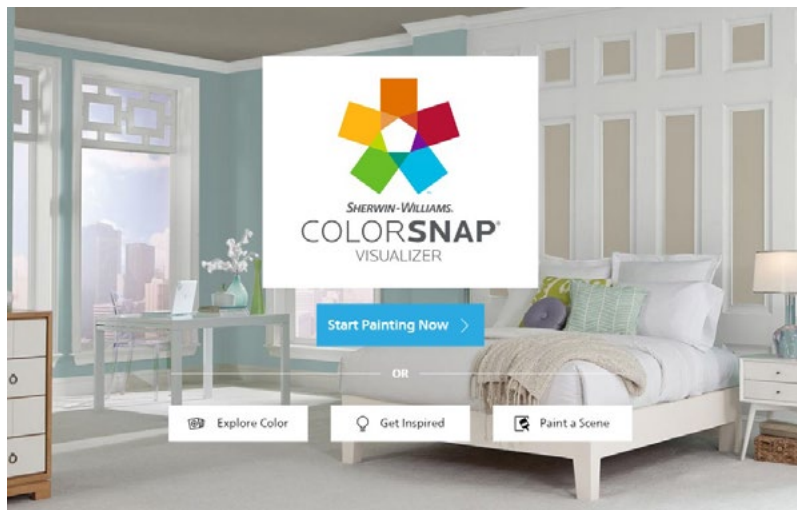 SHERWIN-WILLIAMS.
COLORSNAP®
VISUALIZER
Start Painting Now >
OR
Explore Color
Get Inspired
Paint a Scene